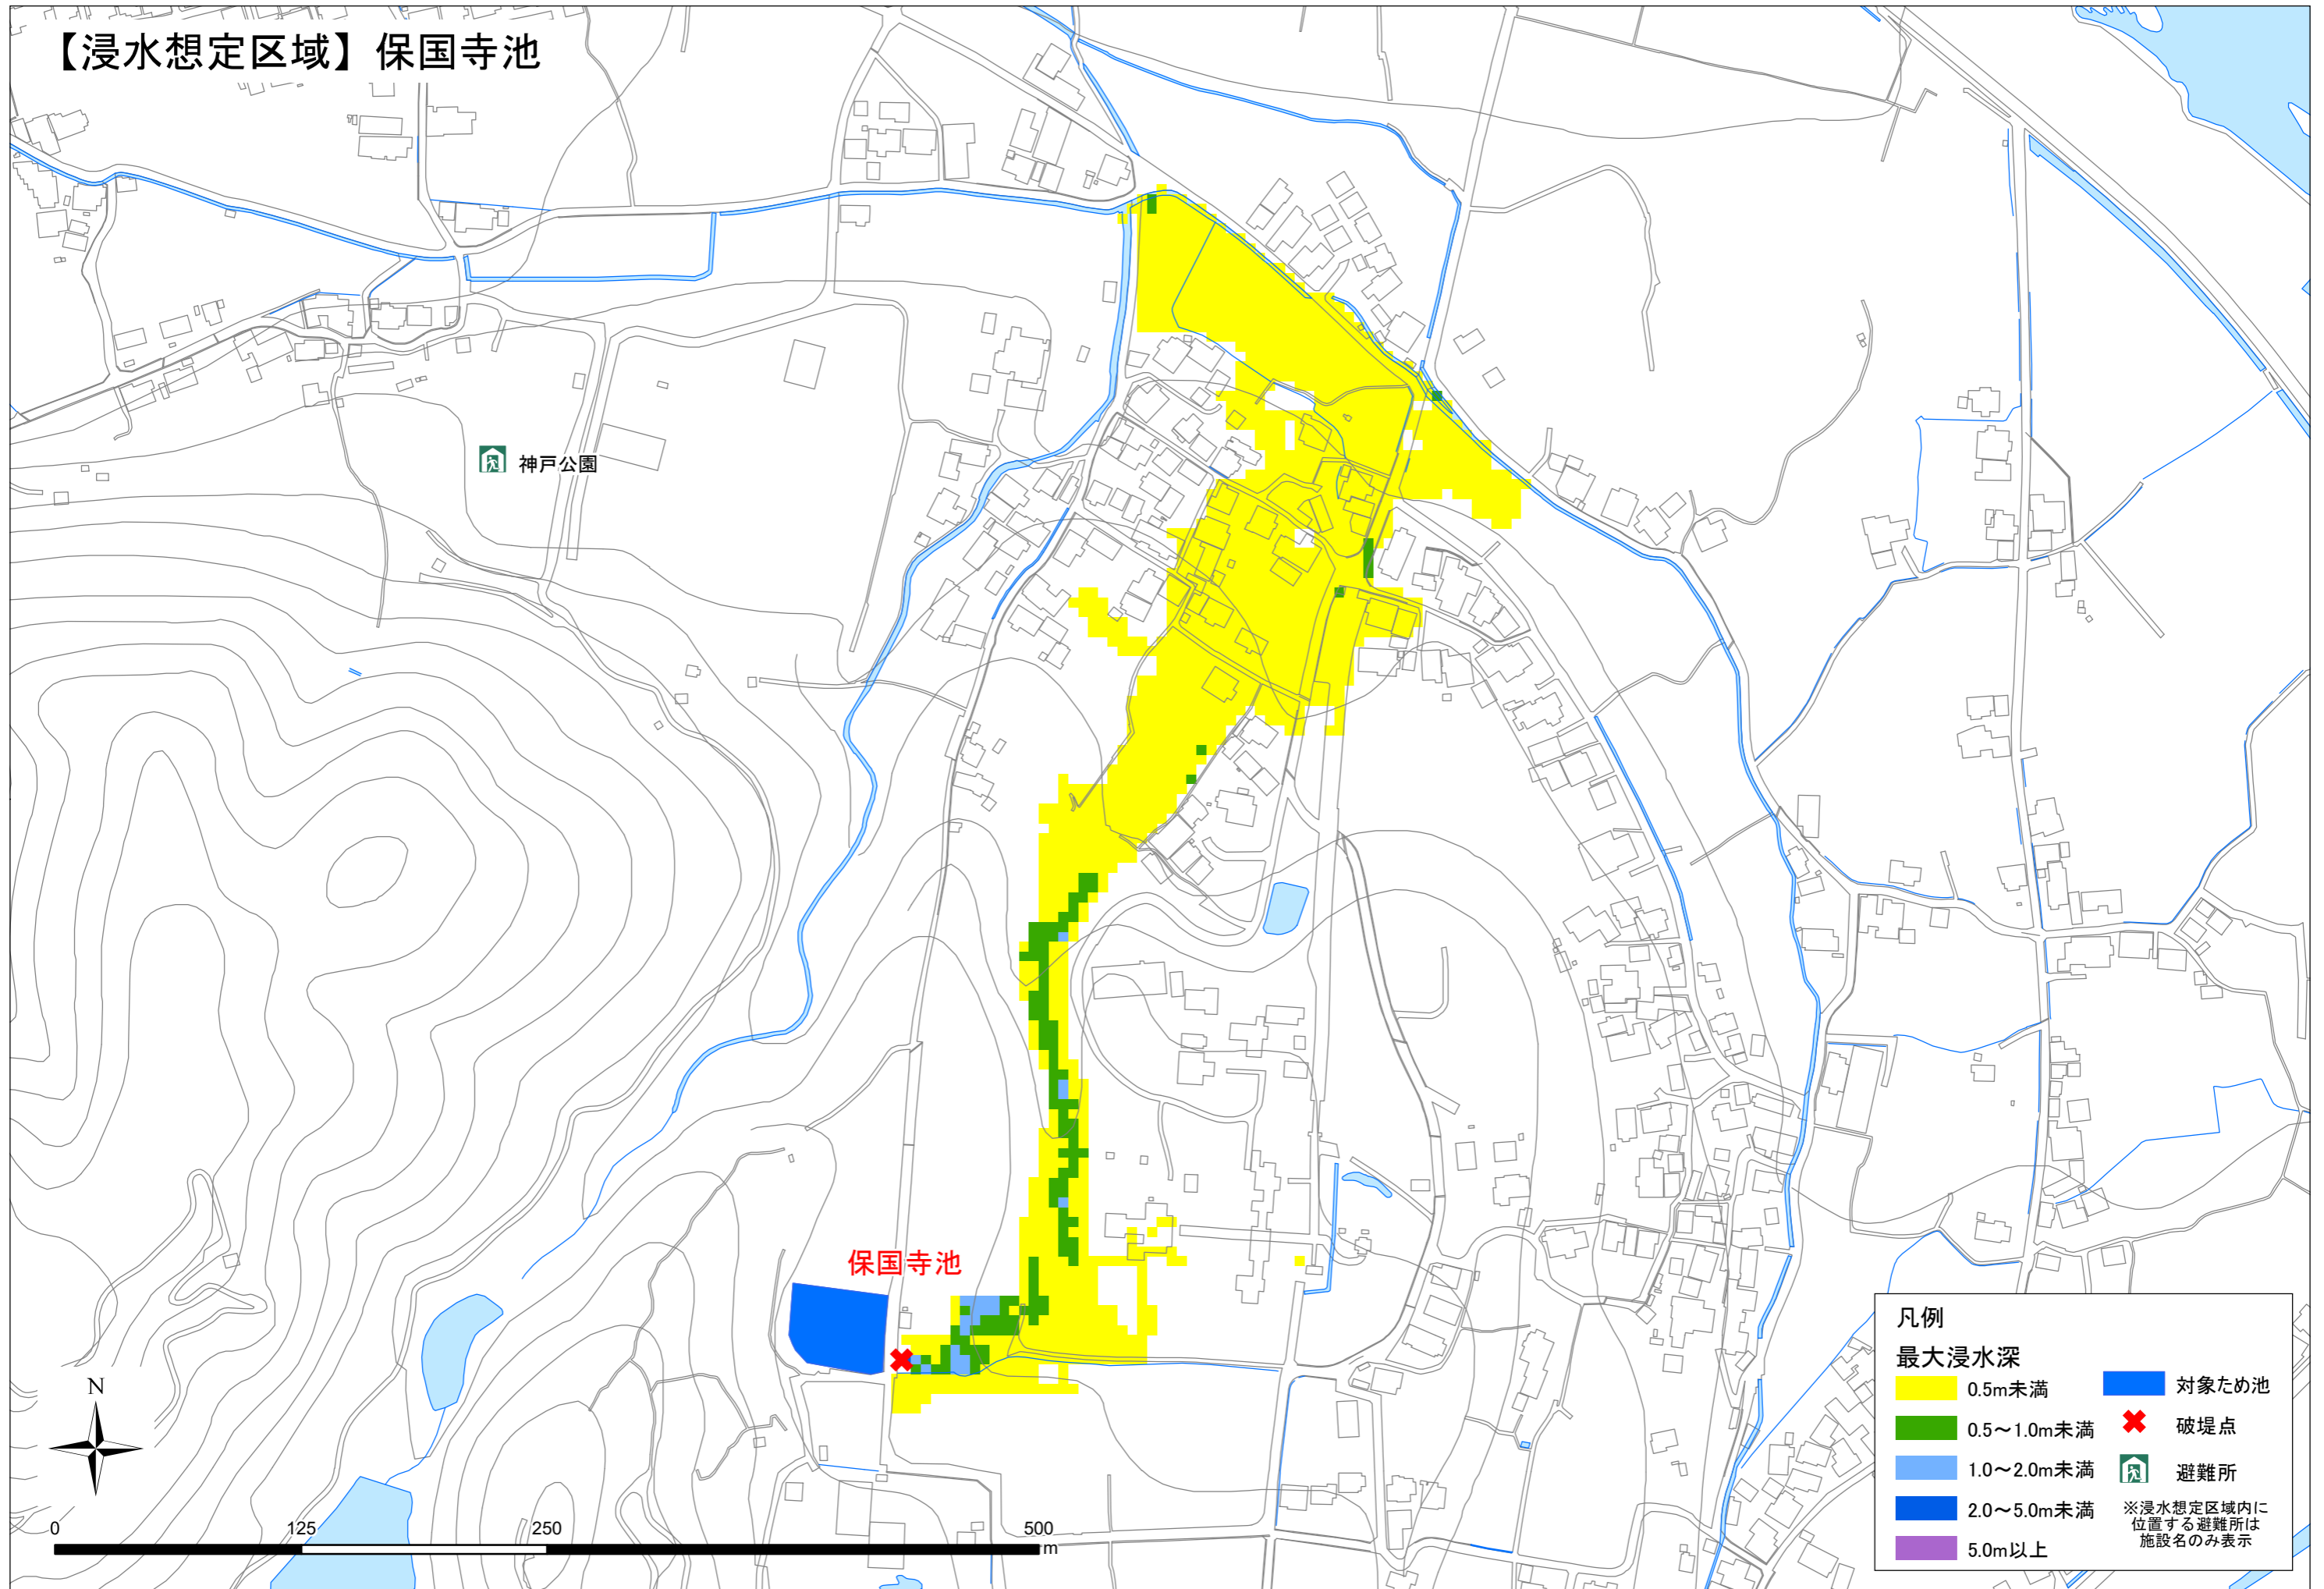 【浸水想定区域】保国寺池
神戸公園
保国寺池
N
0 125 250 500
m
凡例
最大浸水深
0.5m未満
0.5～1.0m未満
1.0～2.0m未満
2.0～5.0m未満
5.0m以上
対象ため池
破堤点
避難所
※浸水想定区域内に
位置する避難所は
施設名のみ表示